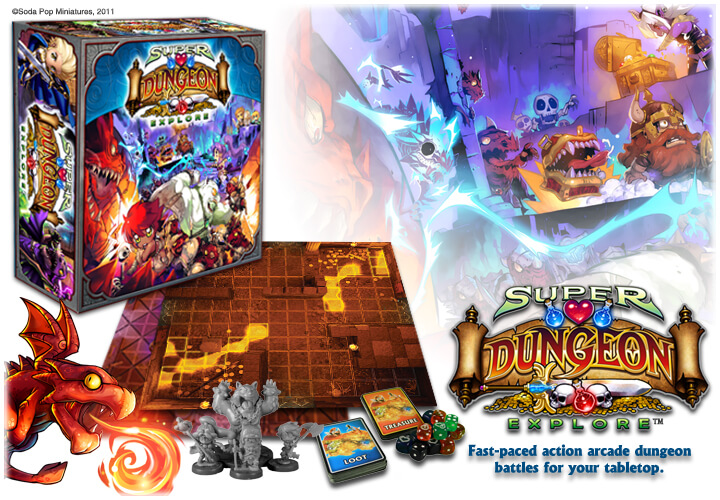 ©Soda Pop Miniatures, 2011
SUPER
DUNGEON
EXPLORE
SUPER
DUNGEON
EXPLORE
LOOT
TREASURE
SUPER
DUNGEON
EXPLORE™
Fast-paced action arcade dungeon
battles for your tabletop.